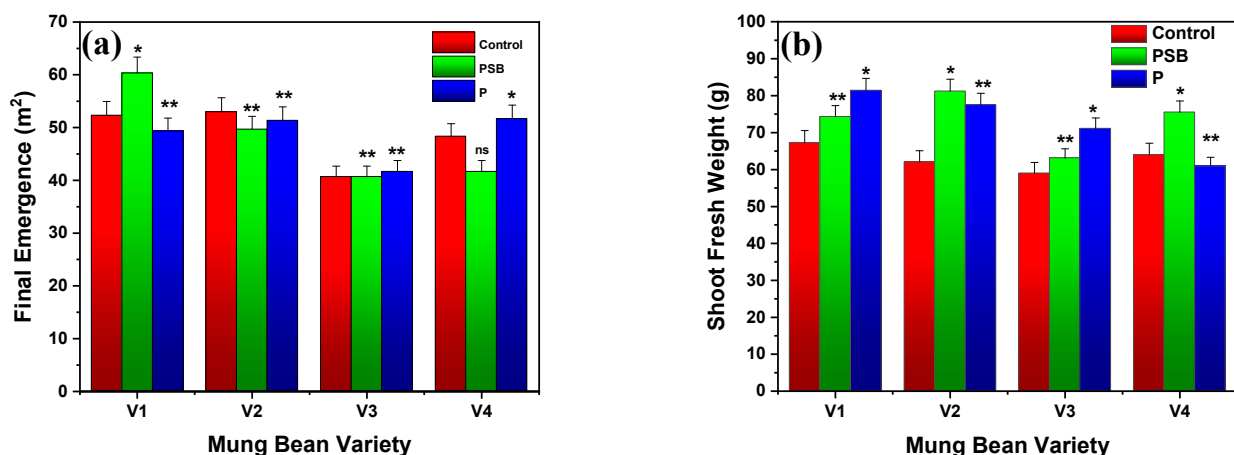 (a)
Control
PSB
P
Final Emergence (m²)
70
60
50
40
30
20
10
0
*
**
**
**
**
**
ns
*
V1 V2 V3 V4
Mung Bean Variety
(b)
Control
PSB
P
Shoot Fresh Weight (g)
100
90
80
70
60
50
40
30
20
10
0
**
*
*
**
**
*
*
**
V1 V2 V3 V4
Mung Bean Variety